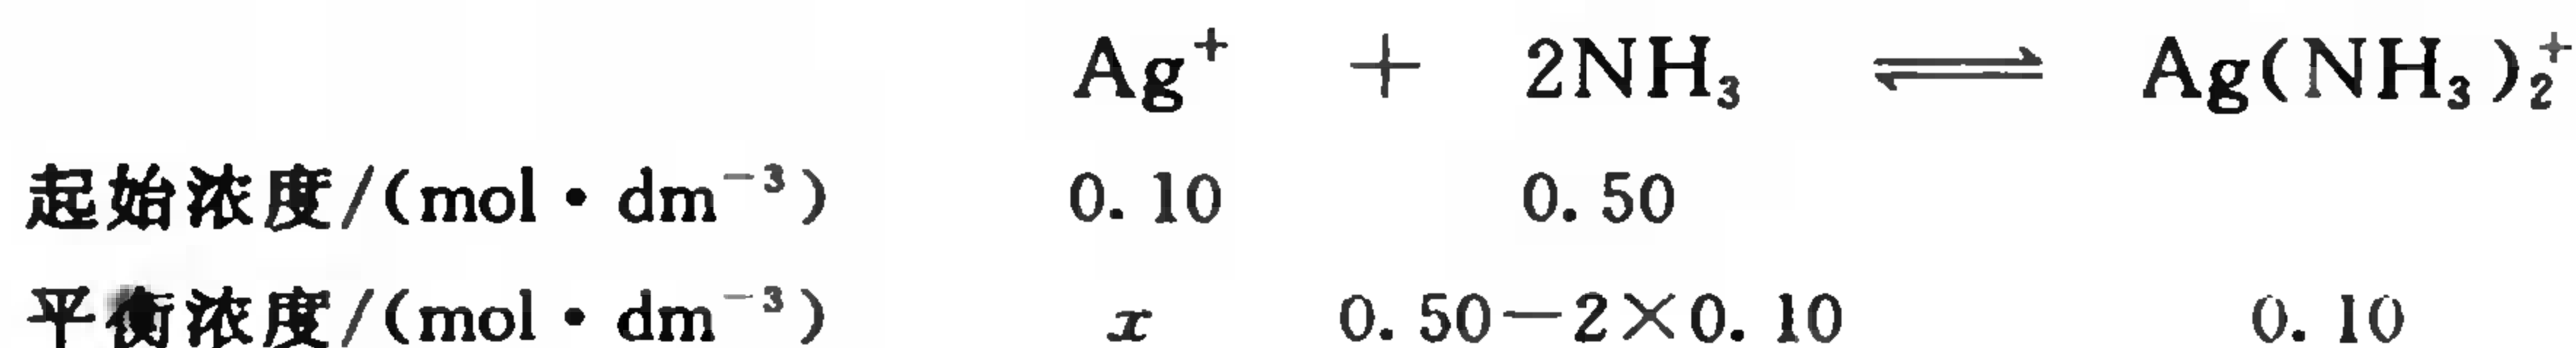 Ag⁺ + 2NH₃ ⇌ Ag(NH₃)₂⁺
起始浓度/(mol·dm⁻³) 0.10 0.50
平衡浓度/(mol·dm⁻³) x 0.50−2×0.10 0.10